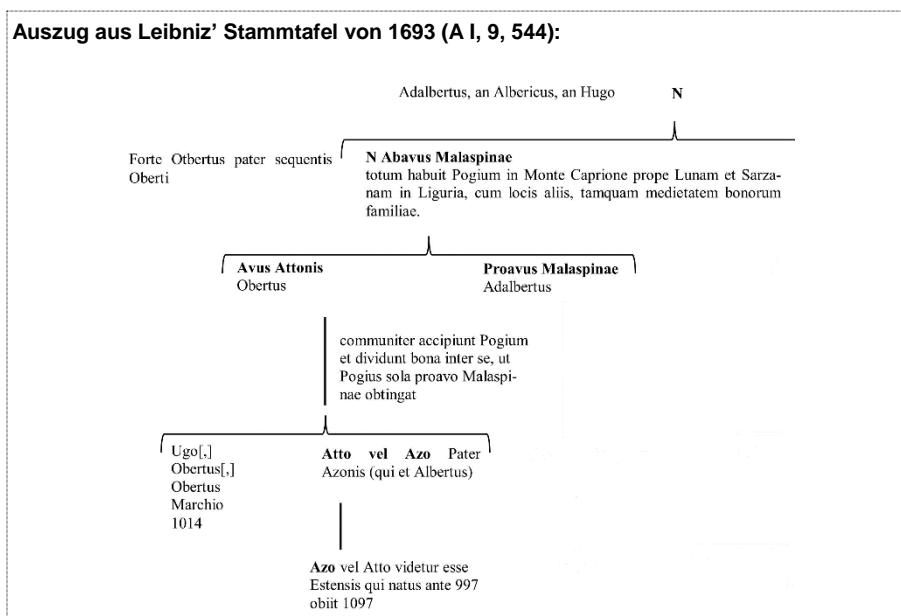 Auszug aus Leibniz’ Stammtafel von 1693 (A I, 9, 544):
Adalbertus, an Albericus, an Hugo N
Forte Otbertus pater sequentis
Oberti
N Abavus Malaspinae
totum habuit Pogium in Monte Caprione prope Lunam et Sarza-
nam in Liguria, cum locis aliis, tamquam medietatem bonorum
familiae.
Avus Attonis
Obertus
Proavus Malaspinae
Adalbertus
communiter accipiunt Pogium
et dividunt bona inter se, ut
Pogius sola proavo Malaspi-
nae obtingat
Ugo[,]
Obertus[,]
Obertus
Marchio
1014
Atto vel Azo Pater
Azonis (qui et Albertus)
Azo vel Atto videtur esse
Estensis qui natus ante 997
obiit 1097